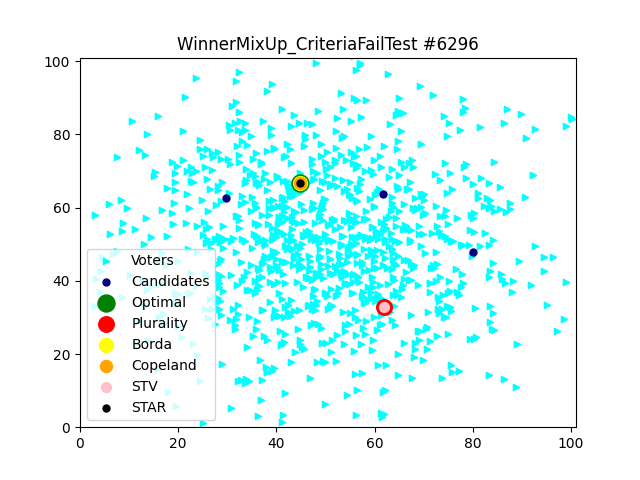 WinnerMixUp_CriteriaFailTest #6296
100
80
60
40
20
0
0 20 40 60 80 100
Voters
Candidates
Optimal
Plurality
Borda
Copeland
STV
STAR